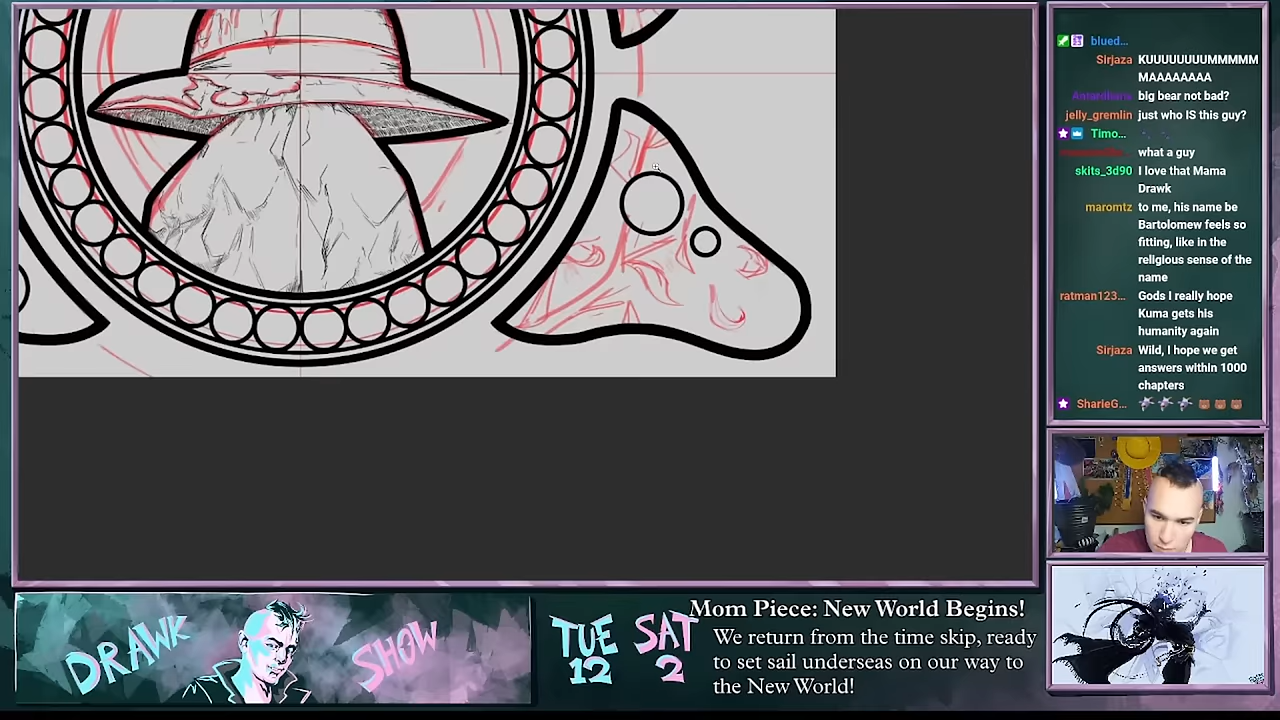 blued...
Sirjaza KUUUUUUUUMMMMM
MAAAAAAAA
big bear not bad?
jelly_gremlin just who IS this guy?
Timo...
what a guy
skits_3d90 I love that Mama
Drawk
maromtz to me, his name be
Bartolomew feels so
fitting, like in the
religious sense of the
name
ratman123... Gods I really hope
Kuma gets his
humanity again
Sirjaza Wild, I hope we get
answers within 1000
chapters
SharieG...
DRAWK SHOW
TUE SAT
12 2
Mom Piece: New World Begins!
We return from the time skip, ready
to set sail underseas on our way to
the New World!